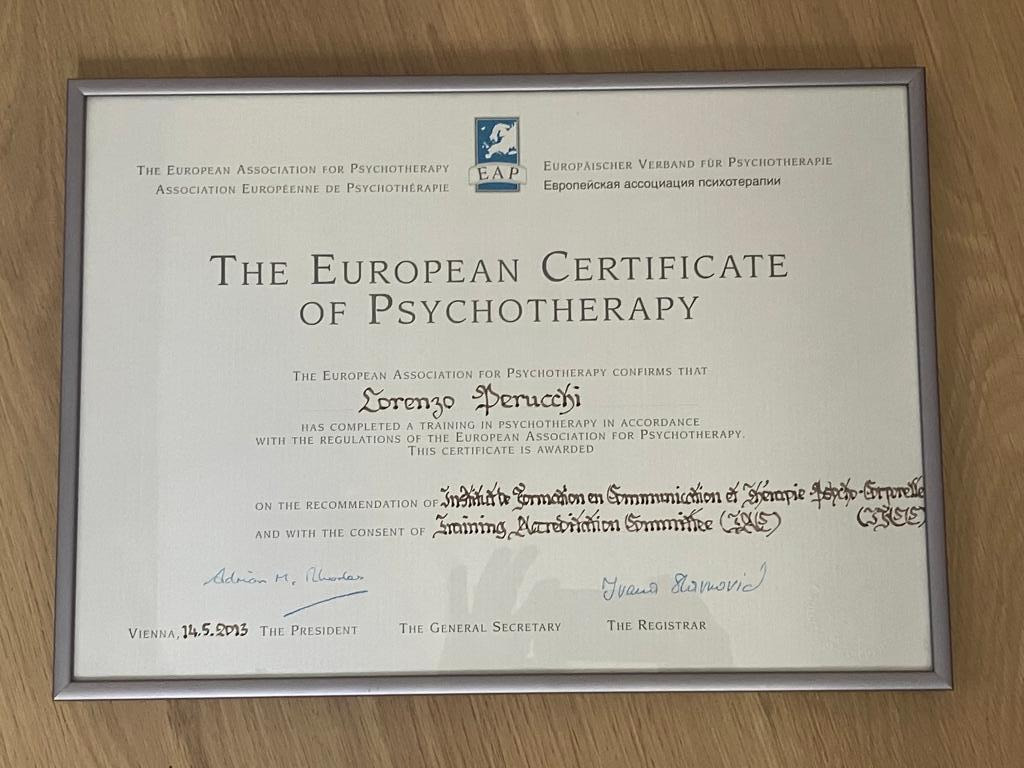 THE EUROPEAN ASSOCIATION FOR PSYCHOTHERAPY
ASSOCIATION EUROPÉENNE DE PSYCHOTHÉRAPIE
EAP
EUROPÄISCHER VERBAND FÜR PSYCHOTHERAPIE
Европейская ассоциация психотерапии
THE EUROPEAN CERTIFICATE
OF PSYCHOTHERAPY
THE EUROPEAN ASSOCIATION FOR PSYCHOTHERAPY CONFIRMS THAT
Lorenzo Perucchi
HAS COMPLETED A TRAINING IN PSYCHOTHERAPY IN ACCORDANCE
WITH THE REGULATIONS OF THE EUROPEAN ASSOCIATION FOR PSYCHOTHERAPY.
THIS CERTIFICATE IS AWARDED
ON THE RECOMMENDATION OF Institut de Formation en Communication et Thérapie Psycho-Corporelle
AND WITH THE CONSENT OF Training Accreditation Committee (TAC)
Adrian M. Rhodes
VIENNA, 14.5.2013 THE PRESIDENT THE GENERAL SECRETARY THE REGISTRAR